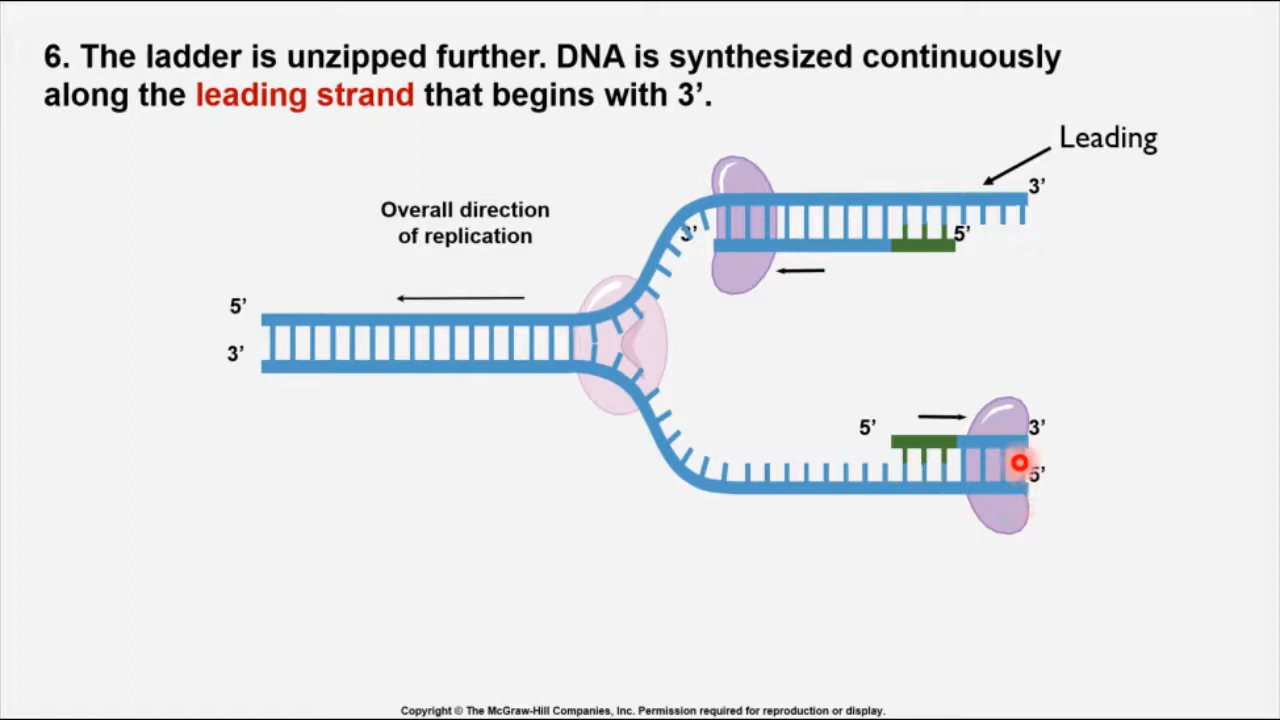 6. The ladder is unzipped further. DNA is synthesized continuously
along the leading strand that begins with 3’.
Leading
3’
Overall direction
of replication
3’
5’
5’
3’
5’
3’
5’
Copyright © The McGraw-Hill Companies, Inc. Permission required for reproduction or display.